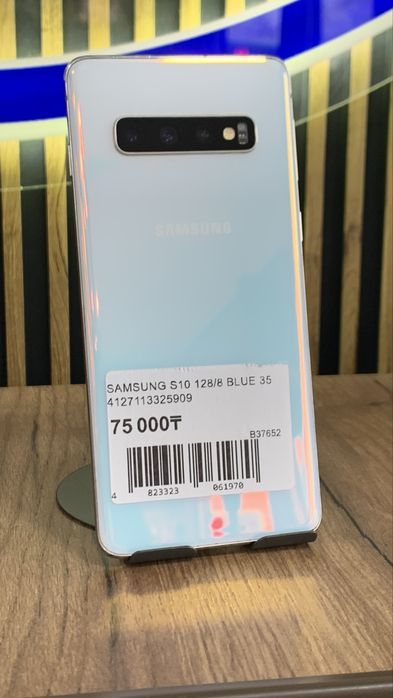 SAMSUNG
SAMSUNG S10 128/8 BLUE 35
4127113325909
75 000₸
B37652
4 823323 061970